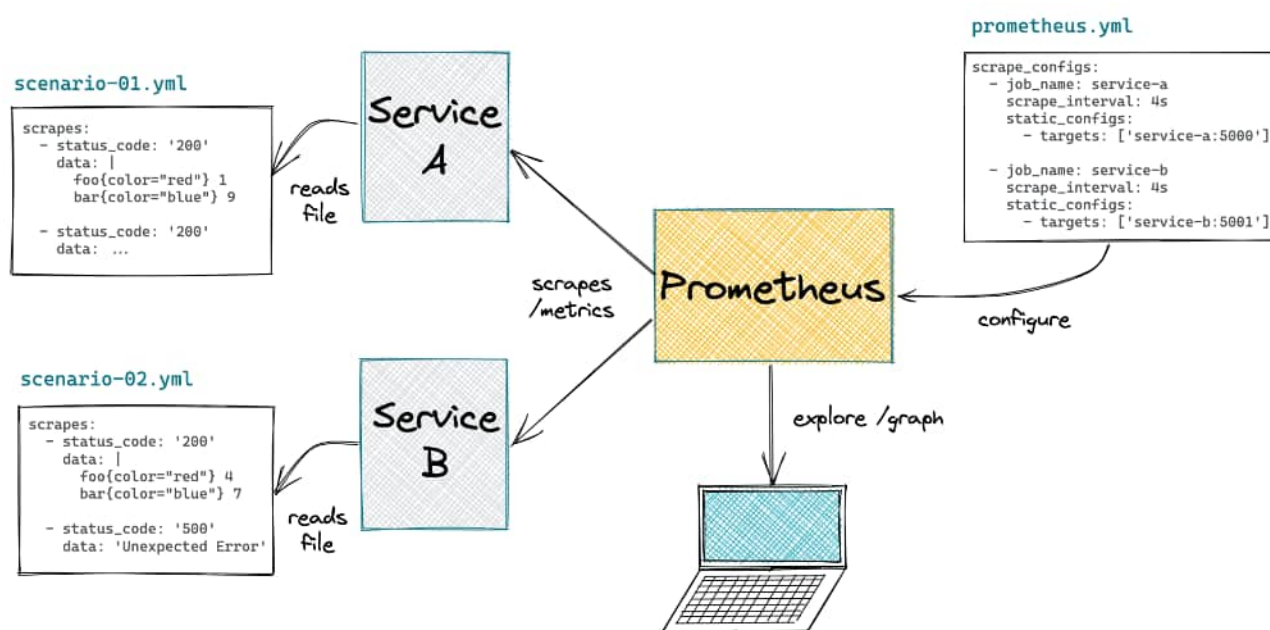 scenario-01.yml
scrapes:
- status_code: '200'
data: |
foo{color="red"} 1
bar{color="blue"} 9
- status_code: '200'
data: ...
reads
file
Service
A
scenario-02.yml
scrapes:
- status_code: '200'
data: |
foo{color="red"} 4
bar{color="blue"} 7
- status_code: '500'
data: 'Unexpected Error'
reads
file
Service
B
scrapes
/metrics
Prometheus
prometheus.yml
scrape_configs:
- job_name: service-a
scrape_interval: 4s
static_configs:
- targets: ['service-a:5000']
- job_name: service-b
scrape_interval: 4s
static_configs:
- targets: ['service-b:5001']
configure
explore /graph